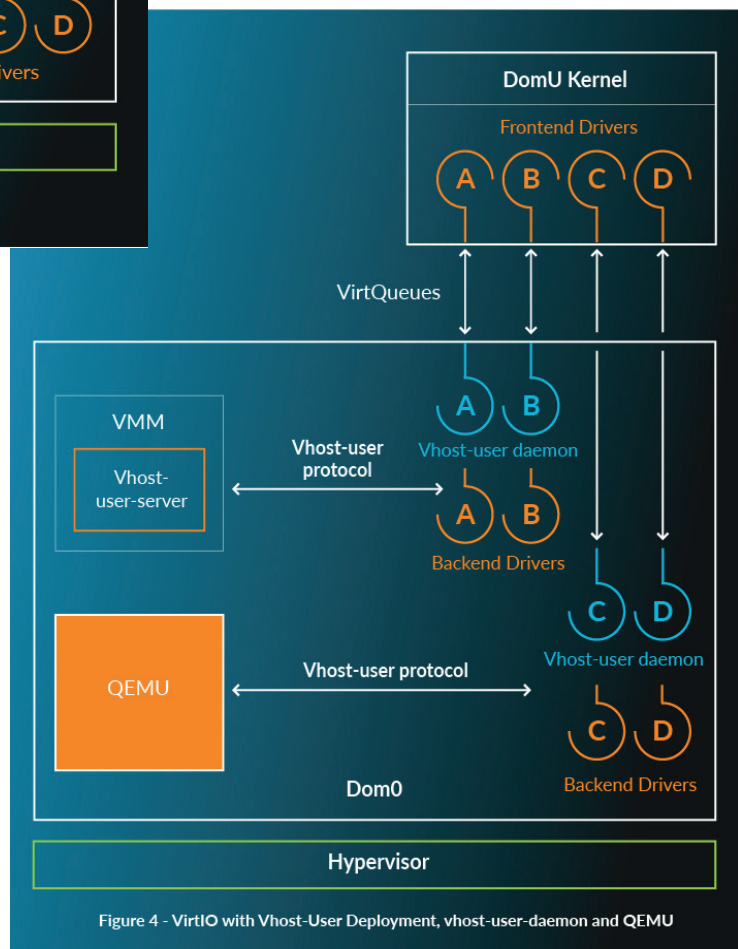 C D
DomU Kernel
Frontend Drivers
A B C D
VirtQueues
VMM
Vhost-
user-server
Vhost-user
protocol
A B
Vhost-user daemon
A B
Backend Drivers
QEMU
Vhost-user protocol
C D
Vhost-user daemon
C D
Backend Drivers
Dom0
Hypervisor
Figure 4 - VirtIO with Vhost-User Deployment, vhost-user-daemon and QEMU